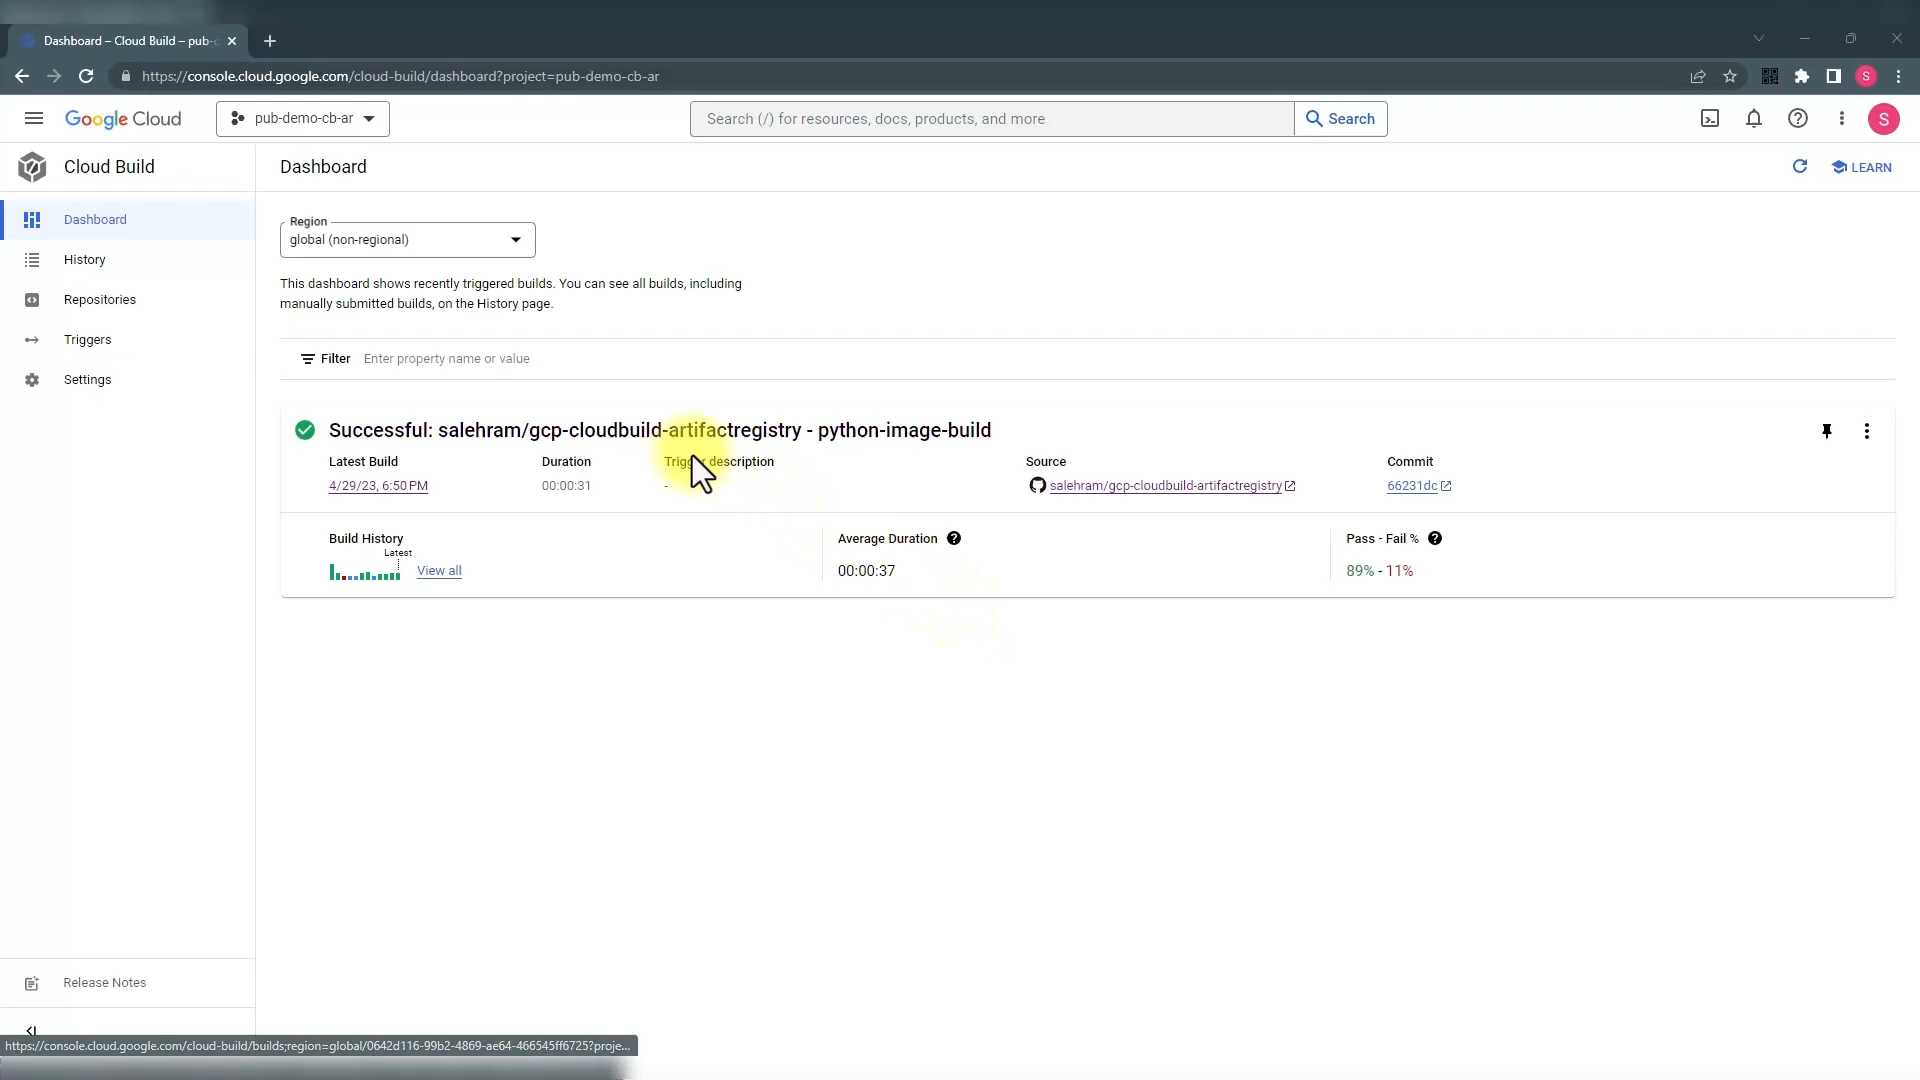 Dashboard – Cloud Build – pub-c
https://console.cloud.google.com/cloud-build/dashboard?project=pub-demo-cb-ar
S
Google Cloud
pub-demo-cb-ar
Search (/) for resources, docs, products, and more
Search
S
Cloud Build
Dashboard
LEARN
Dashboard
History
Repositories
Triggers
Settings
Region
global (non-regional)
This dashboard shows recently triggered builds. You can see all builds, including
manually submitted builds, on the History page.
Filter Enter property name or value
Successful: salehram/gcp-cloudbuild-artifactregistry - python-image-build
Latest Build Duration Trigger description Source Commit
4/29/23, 6:50 PM 00:00:31 - salehram/gcp-cloudbuild-artifactregistry 66231dc
Build History Average Duration Pass - Fail %
Latest
View all 00:00:37 89% - 11%
Release Notes
https://console.cloud.google.com/cloud-build/builds;region=global/0642d116-99b2-4869-ae64-466545ff6725?proje...